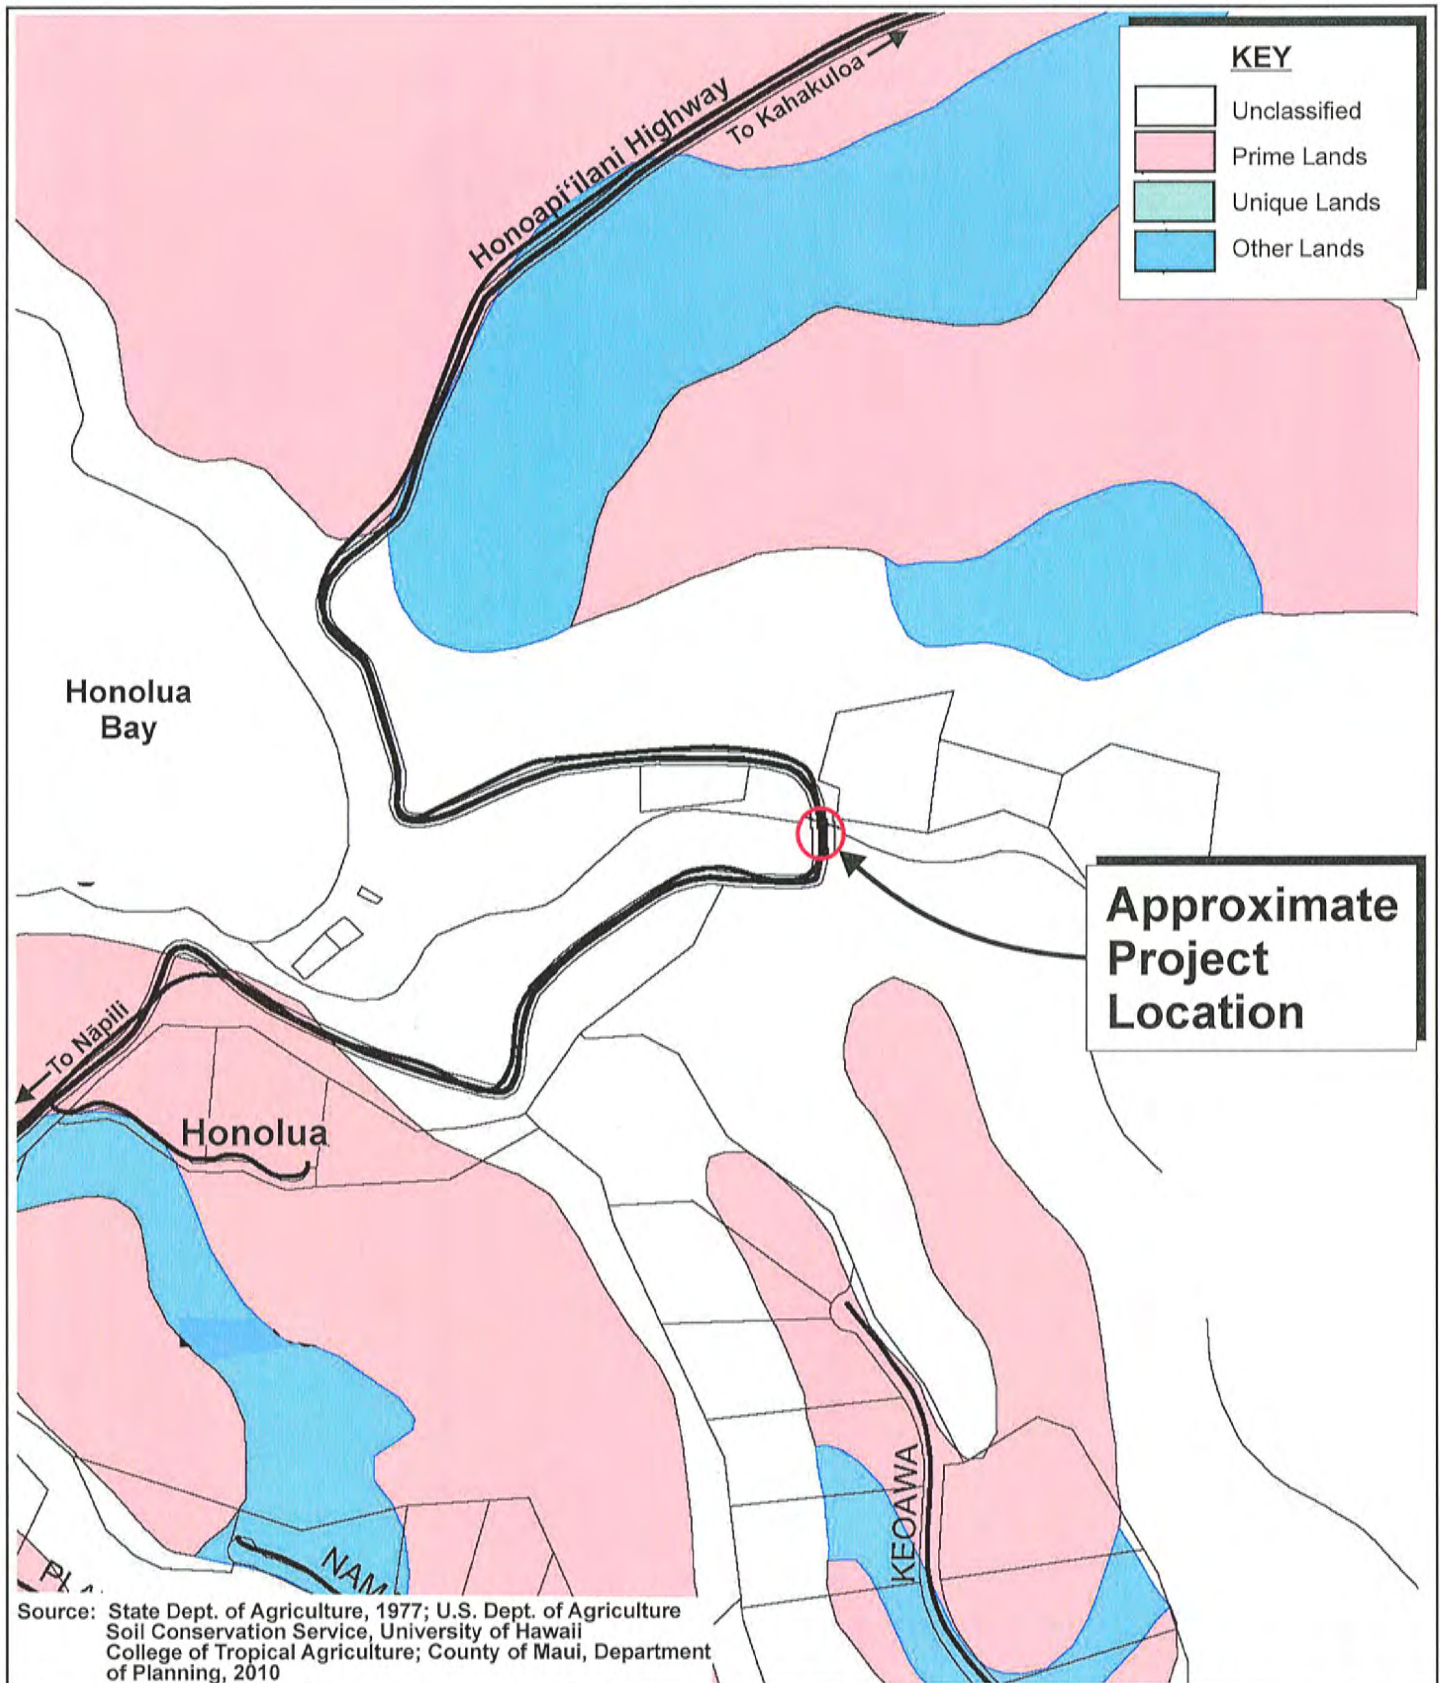 KEY
Unclassified
Prime Lands
Unique Lands
Other Lands
Honoapi‘ilani Highway
To Kahakuloa
Honolua
Bay
Approximate
Project
Location
To Nāpili
Honolua
KEOAWA
NAM
Source: State Dept. of Agriculture, 1977; U.S. Dept. of Agriculture
Soil Conservation Service, University of Hawaii
College of Tropical Agriculture; County of Maui, Department
of Planning, 2010